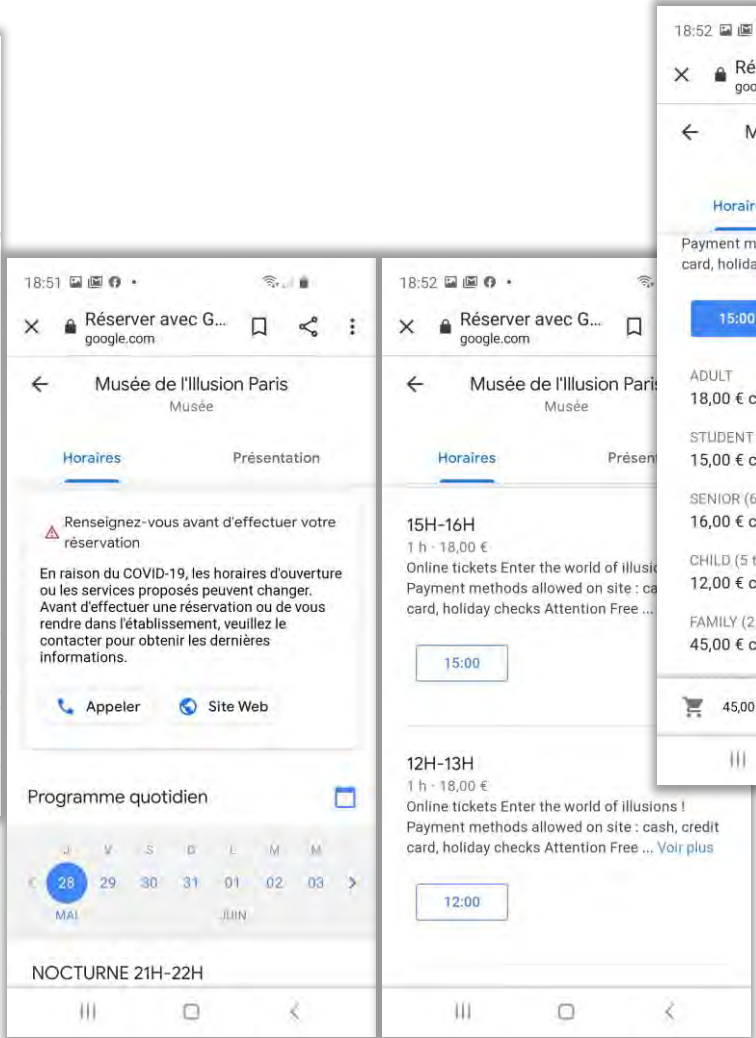 18:51
Réserver avec G...
google.com
Musée de l'Illusion Paris
Musée
Horaires
Présentation
Renseignez-vous avant d'effectuer votre
réservation
En raison du COVID-19, les horaires d'ouverture
ou les services proposés peuvent changer.
Avant d'effectuer une réservation ou de vous
rendre dans l'établissement, veuillez le
contacter pour obtenir les dernières
informations.
Appeler
Site Web
Programme quotidien
J V S D L M M
28 29 30 31 01 02 03
MAI JUIN
NOCTURNE 21H-22H
18:52
Réserver avec G...
google.com
Musée de l'Illusion Paris
Musée
Horaires
Présen
15H-16H
1 h · 18,00 €
Online tickets Enter the world of illusio
Payment methods allowed on site : ca
card, holiday checks Attention Free ...
15:00
12H-13H
1 h · 18,00 €
Online tickets Enter the world of illusions !
Payment methods allowed on site : cash, credit
card, holiday checks Attention Free ... Voir plus
12:00
18:52
Ré
goo
M
Horair
Payment m
card, holida
15:00
ADULT
18,00 € c
STUDENT
15,00 € c
SENIOR (6
16,00 € c
CHILD (5 t
12,00 € c
FAMILY (2
45,00 € c
45,00